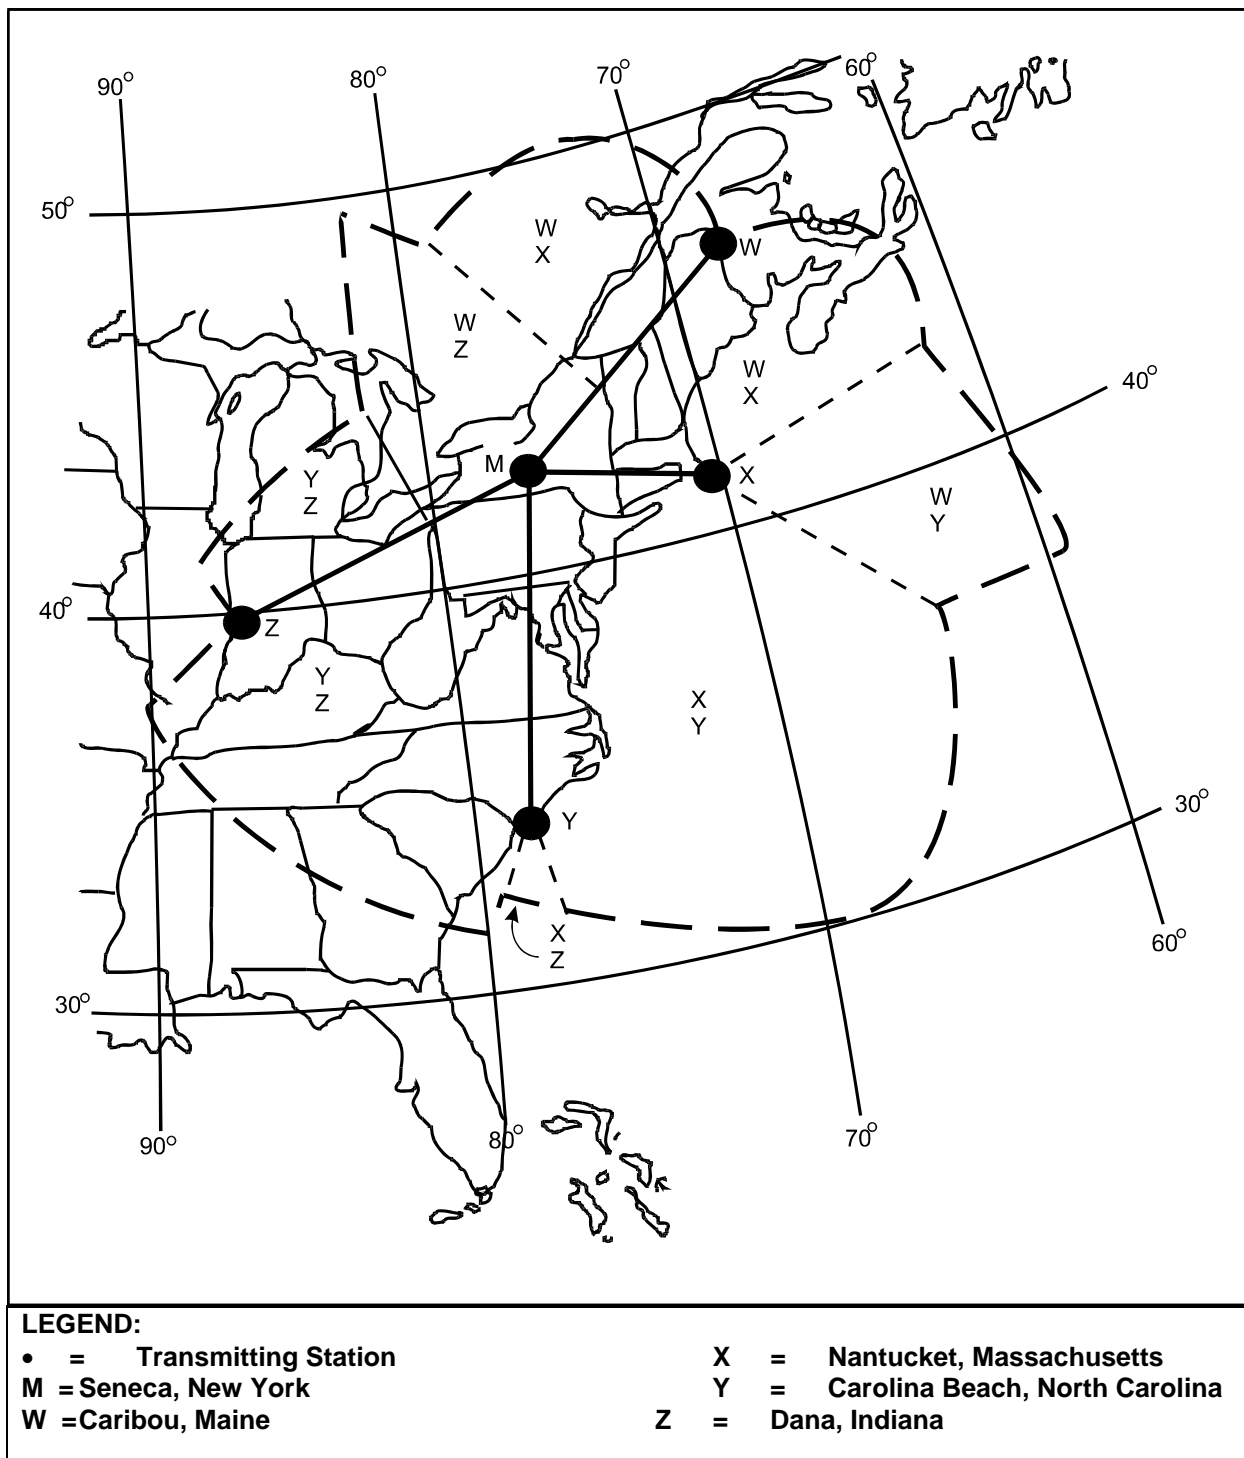 90° 80° 70° 60°
50°
W
X
W
W
Z
W
X
40°
M X
Y
Z
W
Y
40°
Z
Y
Z
X
Y
30°
Y
X
Z
60°
30°
90° 80° 70°
LEGEND:
• = Transmitting Station X = Nantucket, Massachusetts
M = Seneca, New York Y = Carolina Beach, North Carolina
W =Caribou, Maine Z = Dana, Indiana